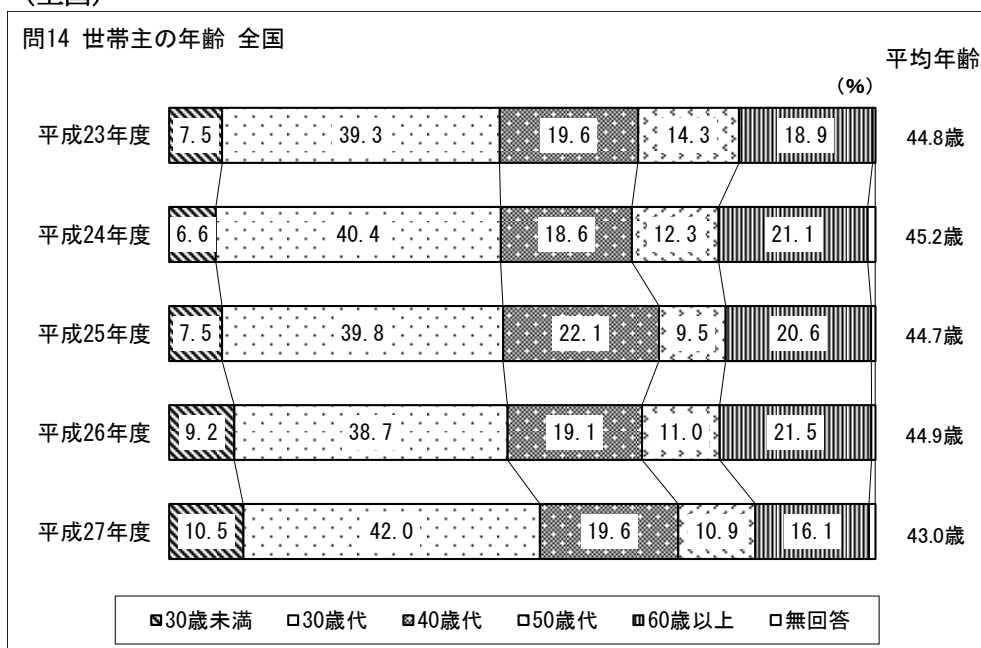 問14 世帯主の年齢 全国
平均年齢
(%)
平成23年度 7.5 39.3 19.6 14.3 18.9 44.8歳
平成24年度 6.6 40.4 18.6 12.3 21.1 45.2歳
平成25年度 7.5 39.8 22.1 9.5 20.6 44.7歳
平成26年度 9.2 38.7 19.1 11.0 21.5 44.9歳
平成27年度 10.5 42.0 19.6 10.9 16.1 43.0歳
30歳未満 30歳代 40歳代 50歳代 60歳以上 無回答